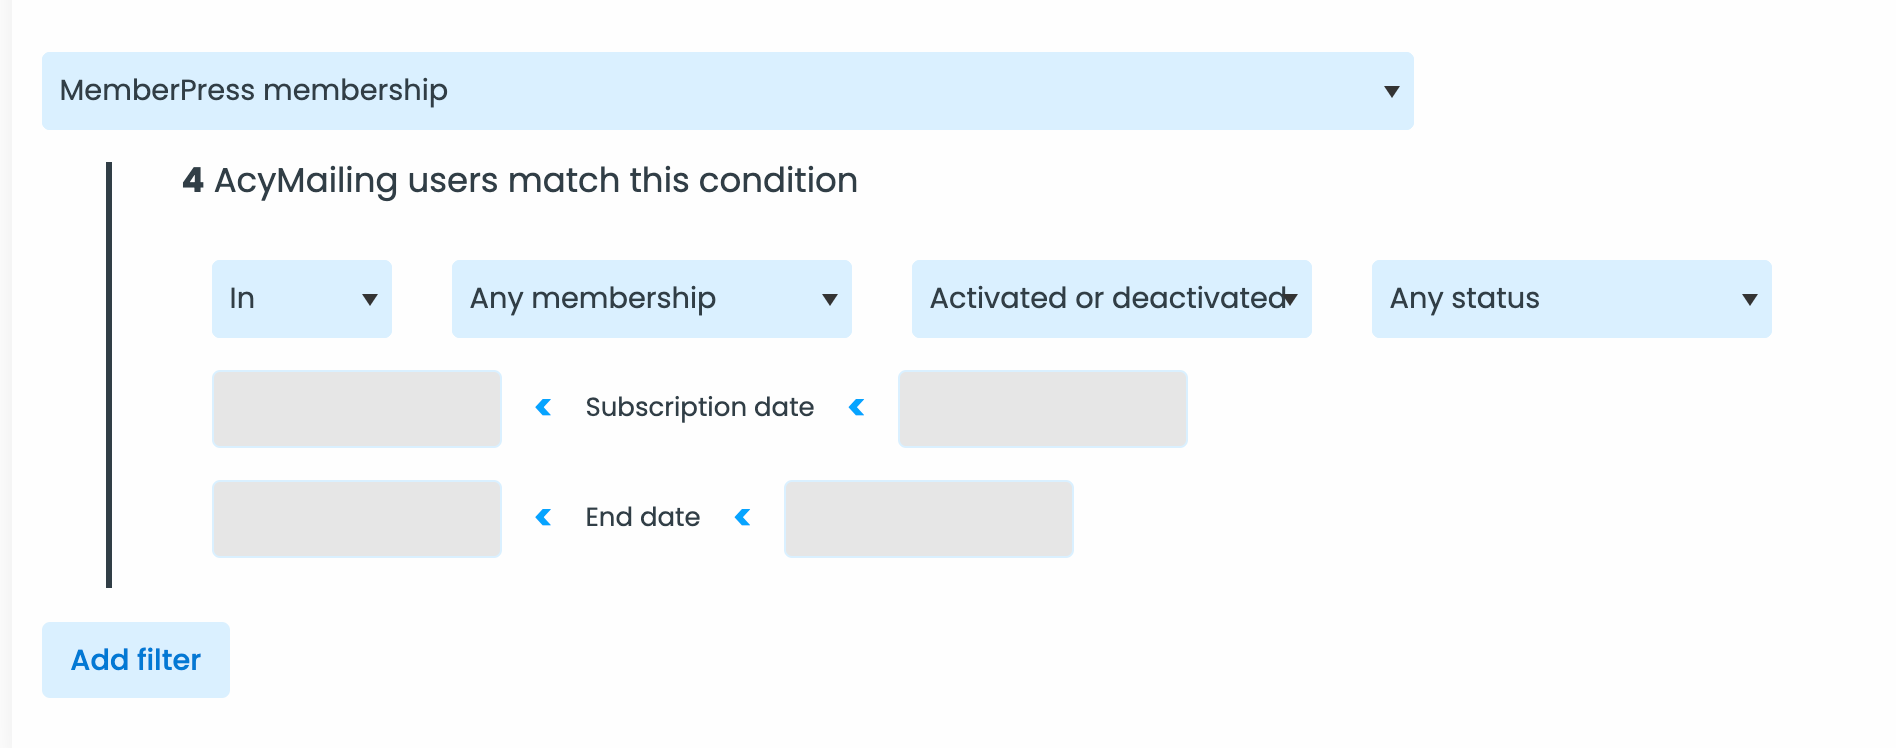 MemberPress membership
4 AcyMailing users match this condition
In Any membership Activated or deactivated Any status
Subscription date
End date
Add filter